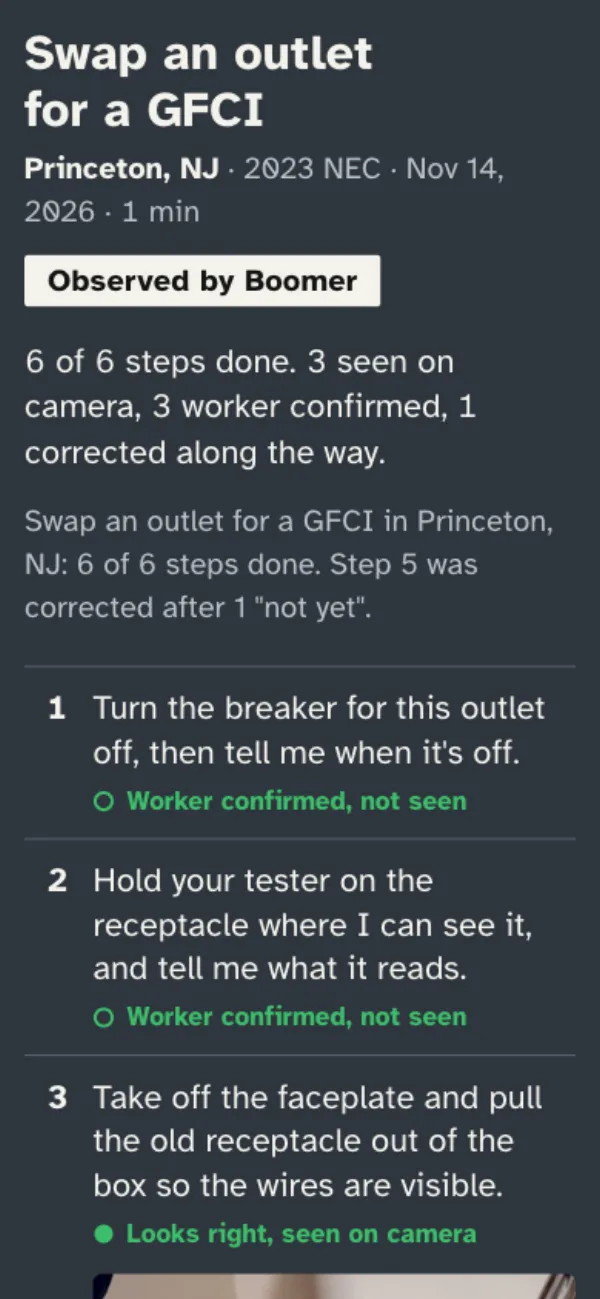 Swap an outlet
for a GFCI
Princeton, NJ · 2023 NEC · Nov 14,
2026 · 1 min
Observed by Boomer
6 of 6 steps done. 3 seen on
camera, 3 worker confirmed, 1
corrected along the way.
Swap an outlet for a GFCI in Princeton,
NJ: 6 of 6 steps done. Step 5 was
corrected after 1 "not yet".
1 Turn the breaker for this outlet
off, then tell me when it's off.
Worker confirmed, not seen
2 Hold your tester on the
receptacle where I can see it,
and tell me what it reads.
Worker confirmed, not seen
3 Take off the faceplate and pull
the old receptacle out of the
box so the wires are visible.
Looks right, seen on camera